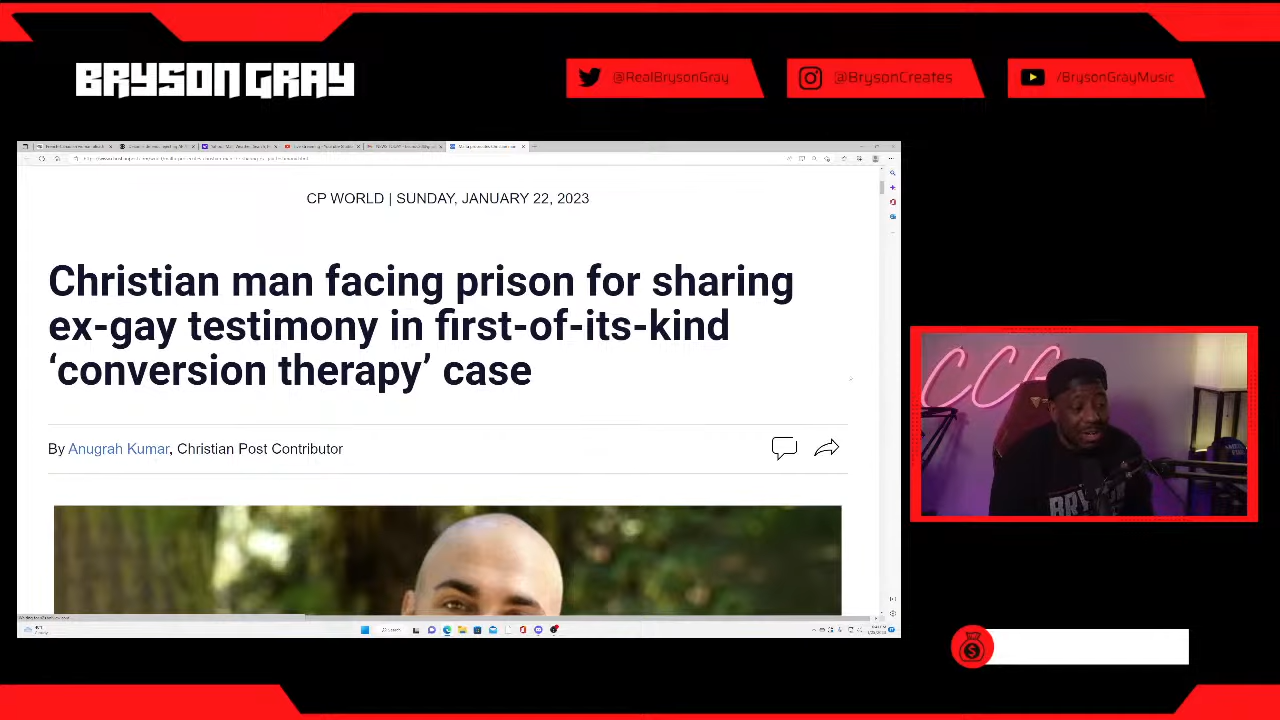 BRYSON GRAY
@RealBrysonGray
@BrysonCreates
/BrysonGrayMusic
CP WORLD | SUNDAY, JANUARY 22, 2023
Christian man facing prison for sharing
ex-gay testimony in first-of-its-kind
‘conversion therapy’ case
By Anugrah Kumar, Christian Post Contributor
CCG